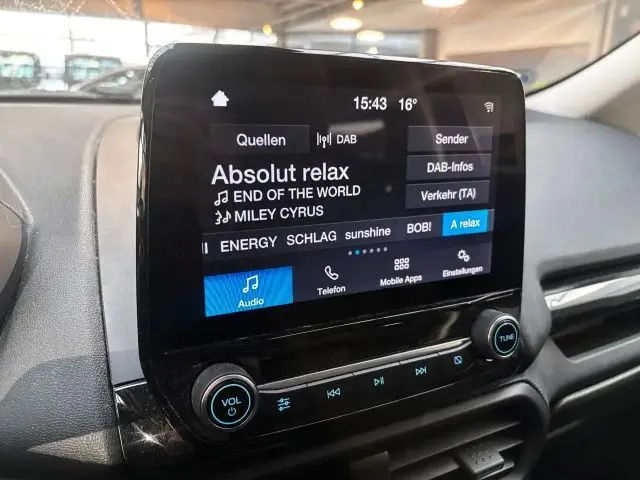 15:43 16°
Quellen DAB Sender
Absolut relax
DAB-Infos
END OF THE WORLD
Verkehr (TA)
MILEY CYRUS
ENERGY SCHLAG sunshine BOB! A relax
Audio Telefon Mobile Apps Einstellungen
VOL
TUNE